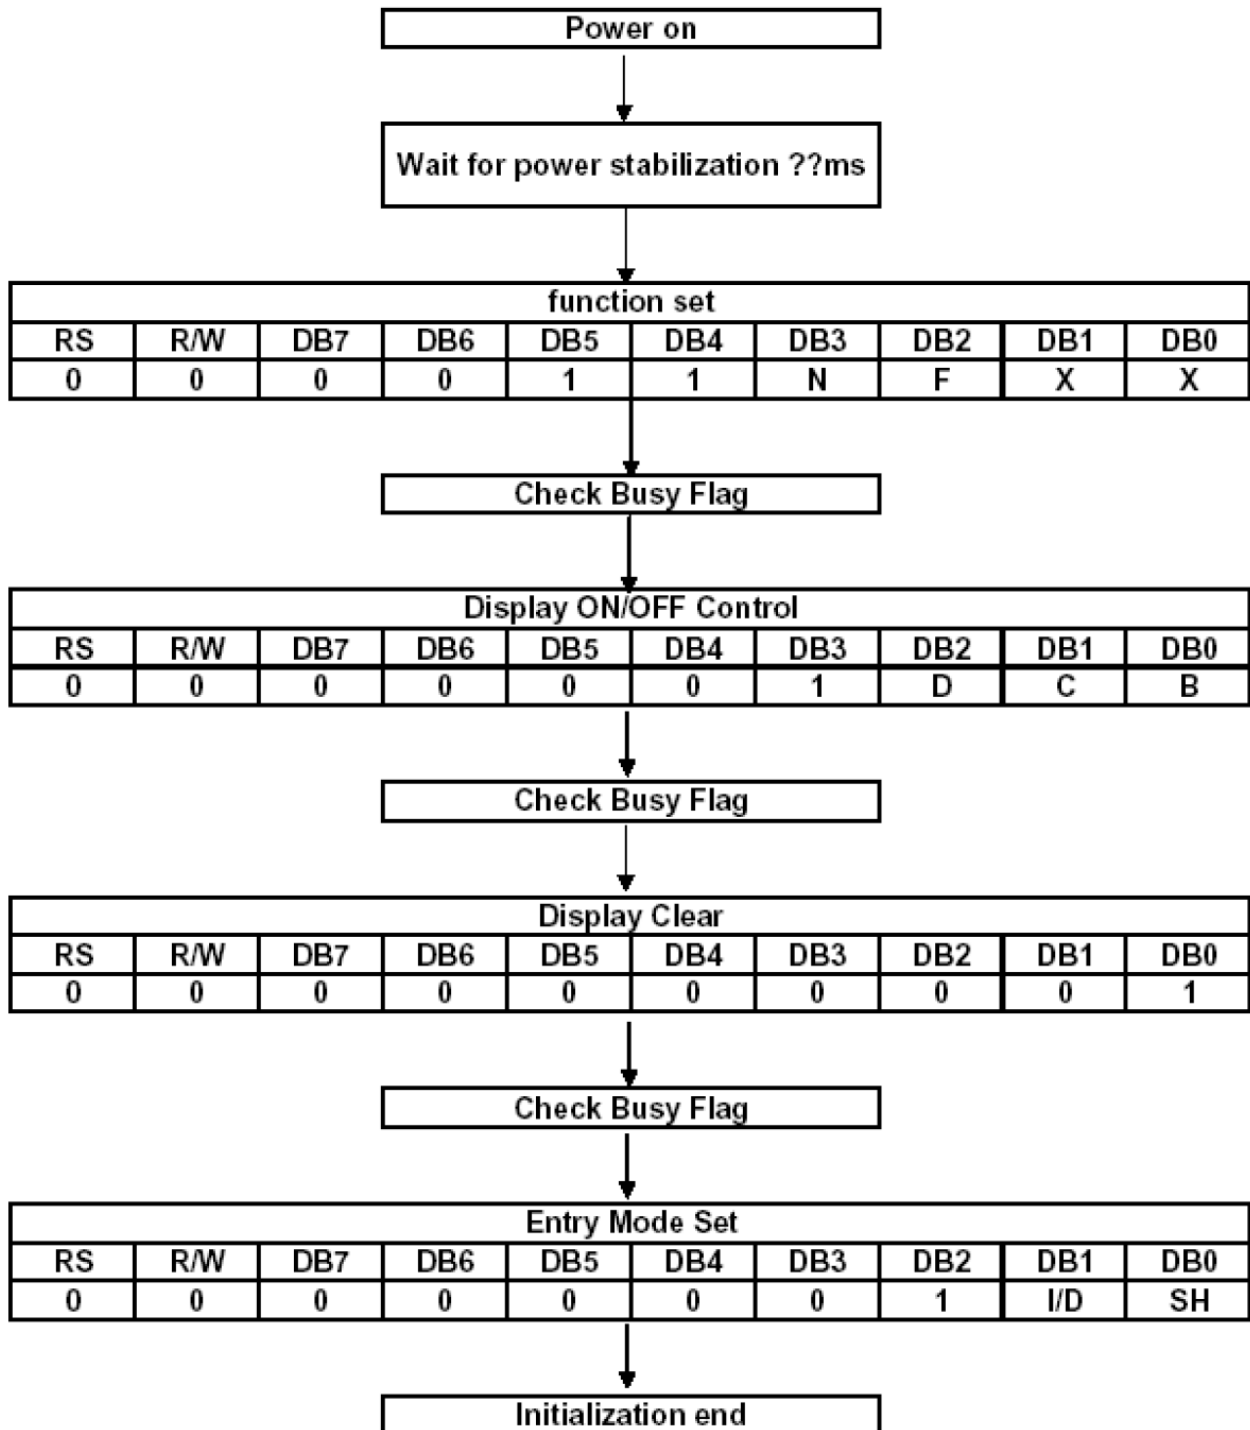 Power on
Wait for power stabilization ??ms
function set
RS R/W DB7 DB6 DB5 DB4 DB3 DB2 DB1 DB0
0 0 0 0 1 1 N F X X
Check Busy Flag
Display ON/OFF Control
RS R/W DB7 DB6 DB5 DB4 DB3 DB2 DB1 DB0
0 0 0 0 0 0 1 D C B
Check Busy Flag
Display Clear
RS R/W DB7 DB6 DB5 DB4 DB3 DB2 DB1 DB0
0 0 0 0 0 0 0 0 0 1
Check Busy Flag
Entry Mode Set
RS R/W DB7 DB6 DB5 DB4 DB3 DB2 DB1 DB0
0 0 0 0 0 0 0 1 I/D SH
Initialization end